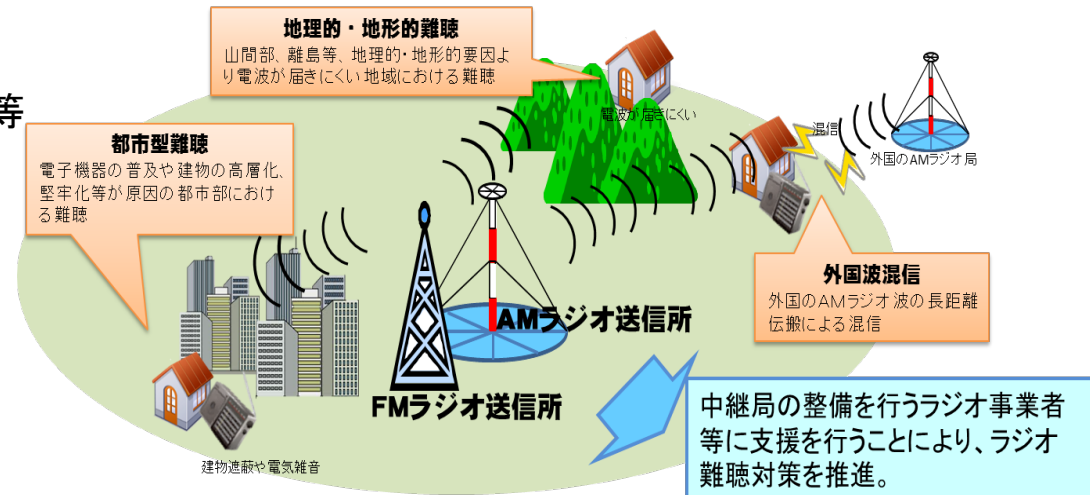 地理的・地形的難聴
山間部、離島等、地理的・地形的要因よ
り電波が届きにくい地域における難聴
等
都市型難聴
電子機器の普及や建物の高層化、
堅牢化等が原因の都市部におけ
る難聴
電波が届きにくい
混信
外国のAMラジオ局
外国波混信
外国のAMラジオ波の長距離
伝搬による混信
AMラジオ送信所
FMラジオ送信所
建物遮蔽や電気雑音
中継局の整備を行うラジオ事業者
等に支援を行うことにより、ラジオ
難聴対策を推進。